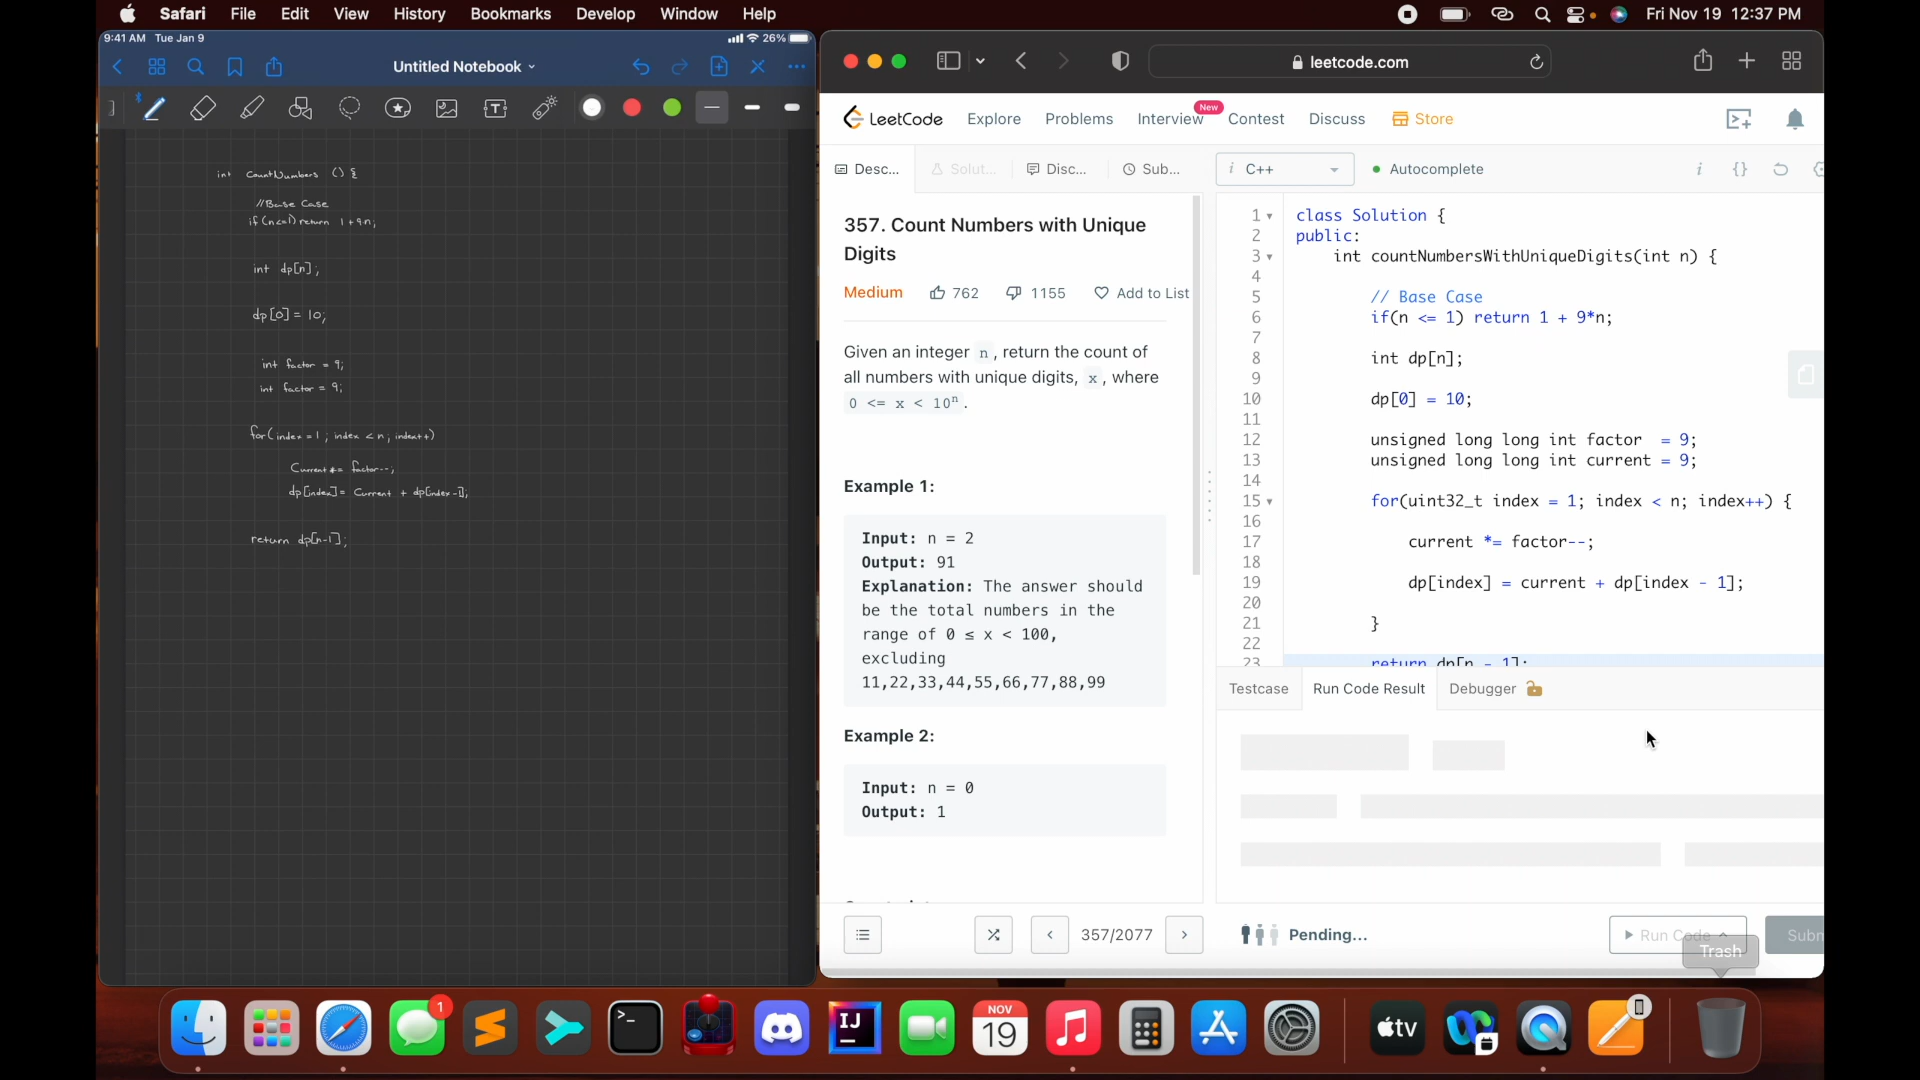 Safari File Edit View History Bookmarks Develop Window Help
Fri Nov 19 12:37 PM
9:41 AM Tue Jan 9
26%
Untitled Notebook
int CountNumbers () {
//Base Case
if(n<=1) return 1+9n;
int dp[n];
dp[0] = 10;
int factor = 9;
int factor = 9;
for(index = 1; index < n; index++)
Current *= factor--;
dp[index] = Current + dp[index-1];
return dp[n-1];
leetcode.com
LeetCode Explore Problems Interview New Contest Discuss Store
Desc... Solut... Disc... Sub...
357. Count Numbers with Unique
Digits
Medium 762 1155 Add to List
Given an integer n, return the count of
all numbers with unique digits, x, where
0 <= x < 10ⁿ.
Example 1:
Input: n = 2
Output: 91
Explanation: The answer should
be the total numbers in the
range of 0 ≤ x < 100,
excluding
11,22,33,44,55,66,77,88,99
Example 2:
Input: n = 0
Output: 1
357/2077
i C++ Autocomplete
1 class Solution {
2 public:
3 int countNumbersWithUniqueDigits(int n) {
4
5 // Base Case
6 if(n <= 1) return 1 + 9*n;
7
8 int dp[n];
9
10 dp[0] = 10;
11
12 unsigned long long int factor = 9;
13 unsigned long long int current = 9;
14
15 for(uint32_t index = 1; index < n; index++) {
16
17 current *= factor--;
18
19 dp[index] = current + dp[index - 1];
20
21 }
22
23 return dp[n - 1];
Testcase Run Code Result Debugger
Pending...
Run Code
Subm
Trash
1
>_
IJ
NOV
19
tv